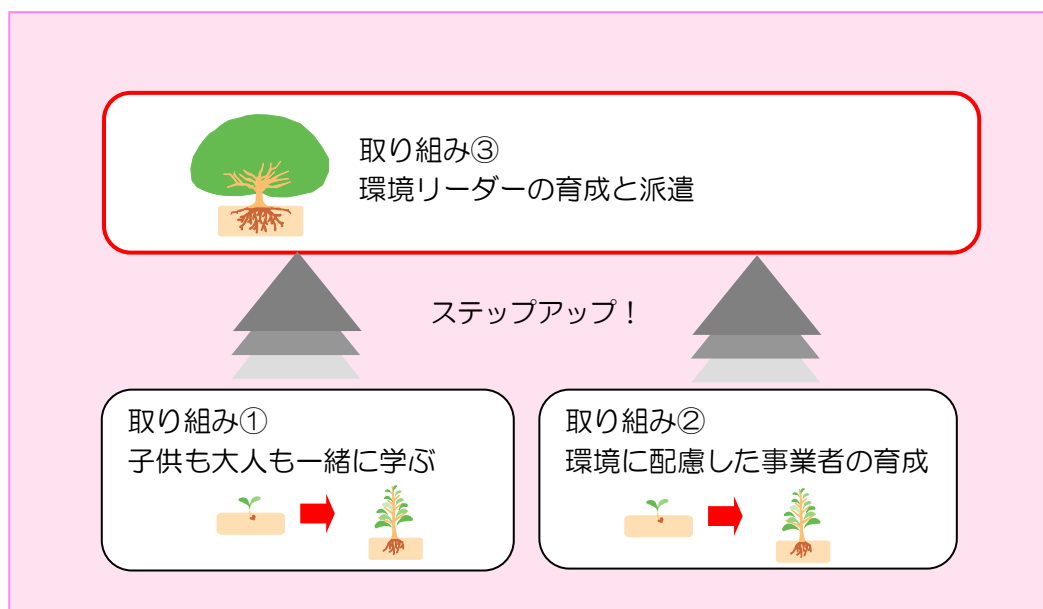 取り組み③
環境リーダーの育成と派遣
ステップアップ！
取り組み①
子供も大人も一緒に学ぶ
取り組み②
環境に配慮した事業者の育成